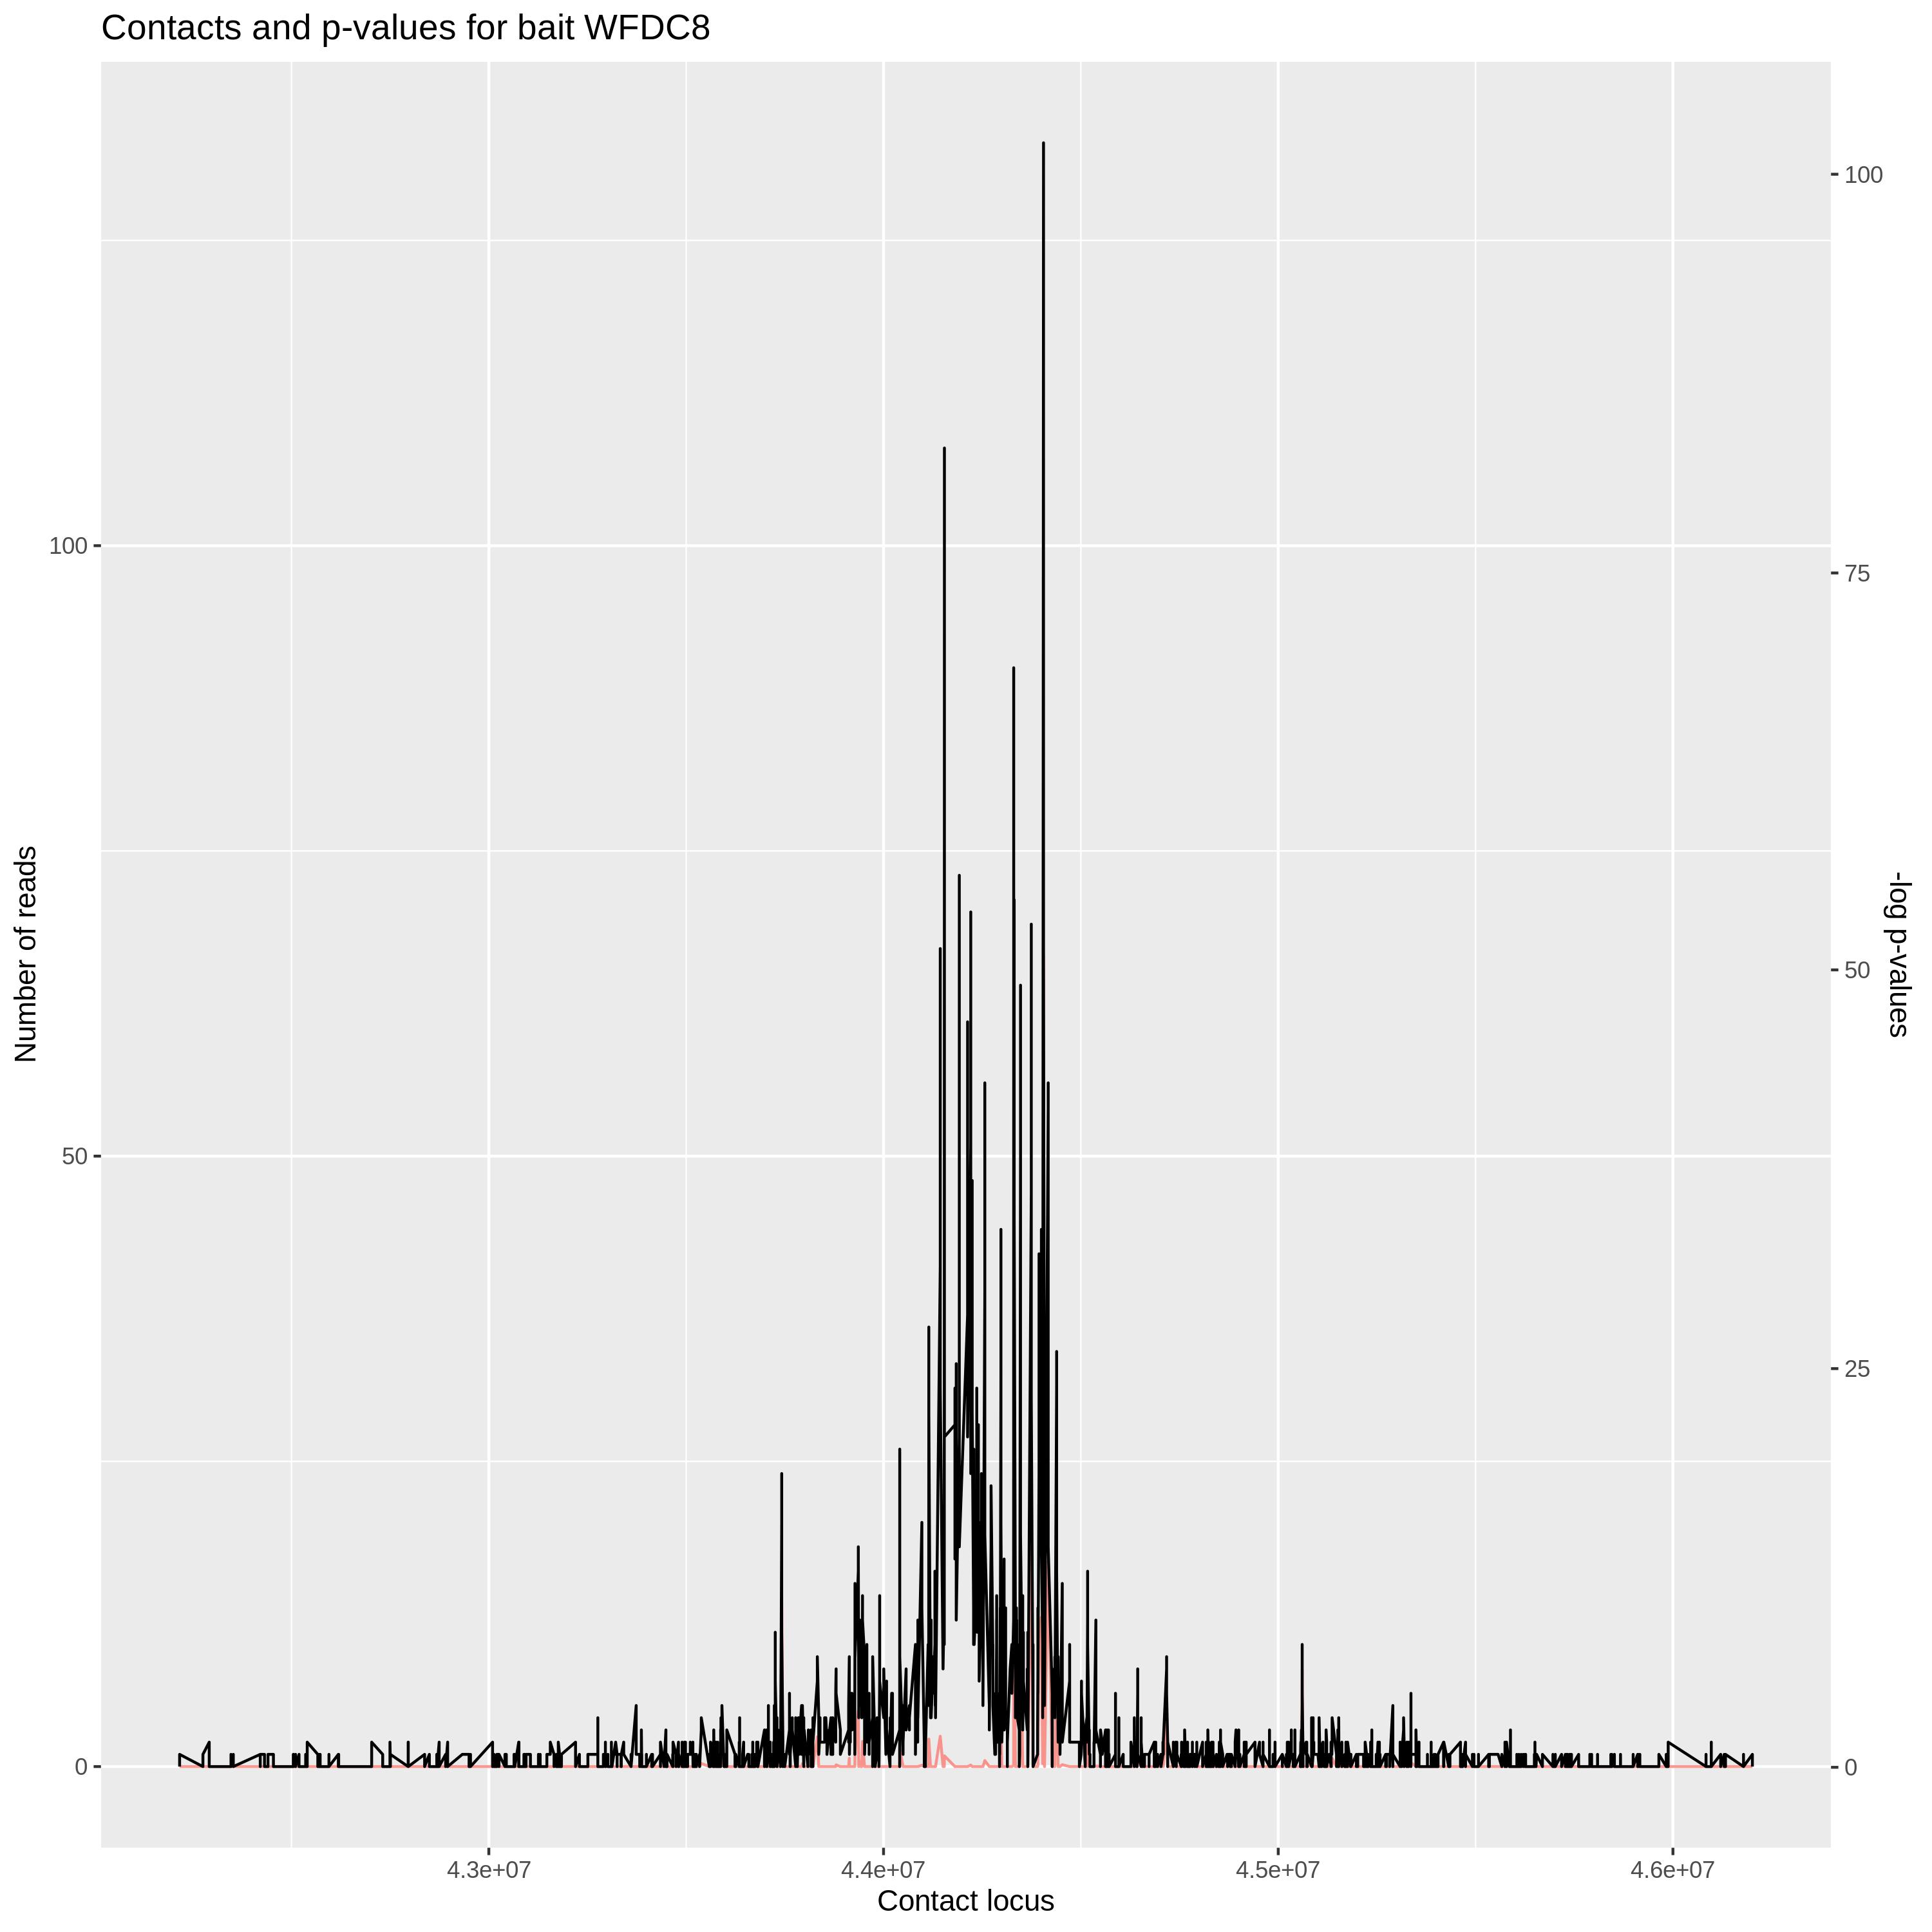 Contacts and p-values for bait WFDC8
100
100
75
50
50
25
0
0
Number of reads
-log p-values
4.3e+07
4.4e+07
4.5e+07
4.6e+07
Contact locus